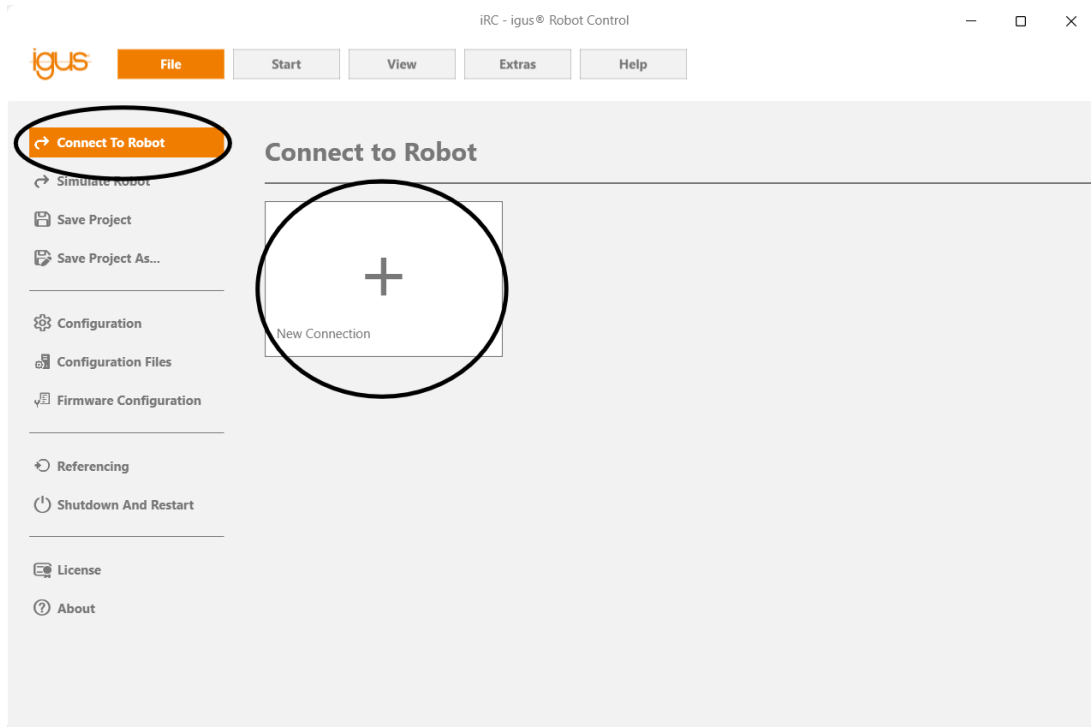 iRC - igus® Robot Control
igus
File
Start
View
Extras
Help
Connect To Robot
Simulate Robot
Save Project
Save Project As...
Configuration
Configuration Files
Firmware Configuration
Referencing
Shutdown And Restart
License
About
Connect to Robot
New Connection